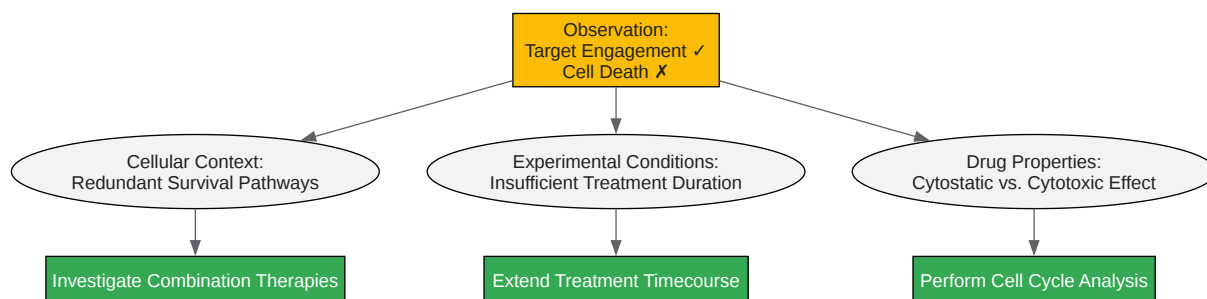 Observation:
Target Engagement ✓
Cell Death ✗
Cellular Context:
Redundant Survival Pathways
Experimental Conditions:
Insufficient Treatment Duration
Drug Properties:
Cytostatic vs. Cytotoxic Effect
Investigate Combination Therapies
Extend Treatment Timecourse
Perform Cell Cycle Analysis